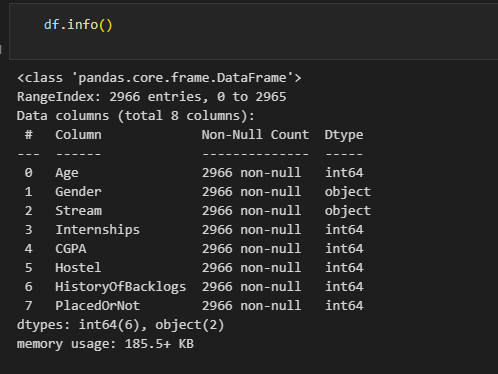 df.info()
<class 'pandas.core.frame.DataFrame'>
RangeIndex: 2966 entries, 0 to 2965
Data columns (total 8 columns):
 #   Column             Non-Null Count  Dtype
---  ------             --------------  -----
 0   Age                2966 non-null   int64
 1   Gender             2966 non-null   object
 2   Stream             2966 non-null   object
 3   Internships        2966 non-null   int64
 4   CGPA               2966 non-null   int64
 5   Hostel             2966 non-null   int64
 6   HistoryOfBacklogs  2966 non-null   int64
 7   PlacedOrNot        2966 non-null   int64
dtypes: int64(6), object(2)
memory usage: 185.5+ KB